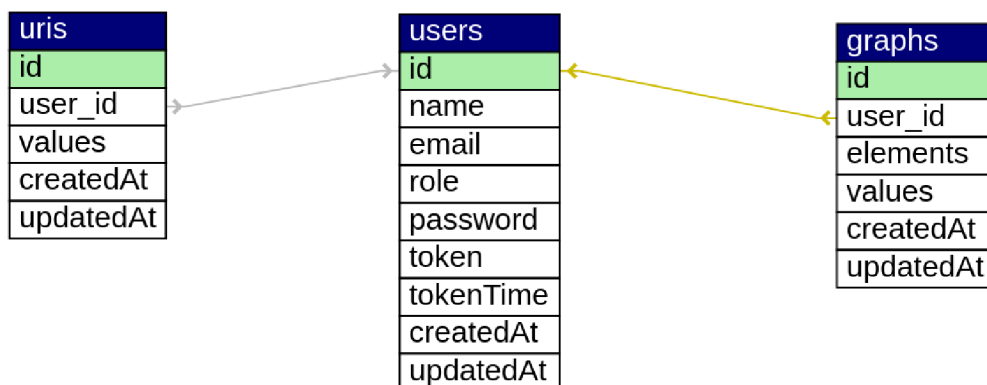 uris
id
user_id
values
createdAt
updatedAt
users
id
name
email
role
password
token
tokenTime
createdAt
updatedAt
graphs
id
user_id
elements
values
createdAt
updatedAt